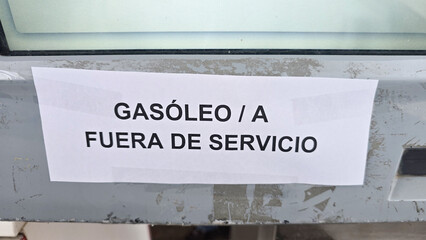 GASÓLEO / A
FUERA DE SERVICIO